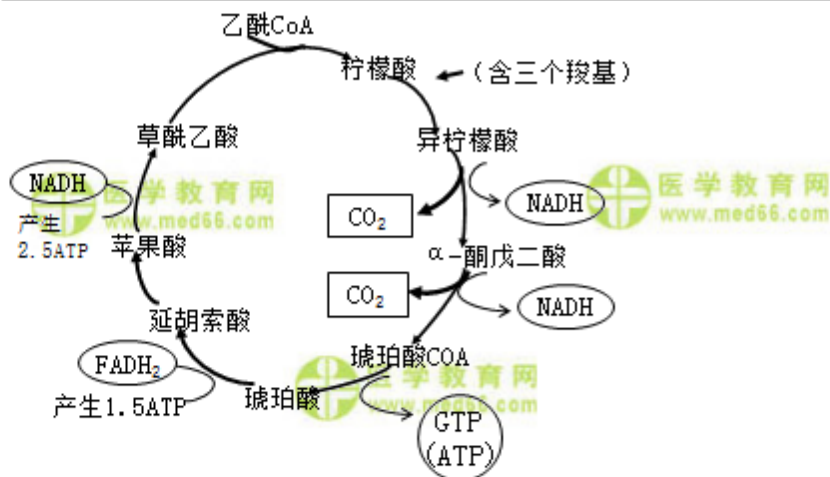 乙酰CoA
柠檬酸
（含三个羧基）
草酰乙酸
异柠檬酸
NADH
医学教育网
www.med66.com
产生
2.5ATP
苹果酸
CO₂
NADH
医学教育网
www.med66.com
α-酮戊二酸
CO₂
NADH
延胡索酸
琥珀酸COA
FADH₂
产生1.5ATP
琥珀酸
医学教育网
www.med66.com
GTP
(ATP)